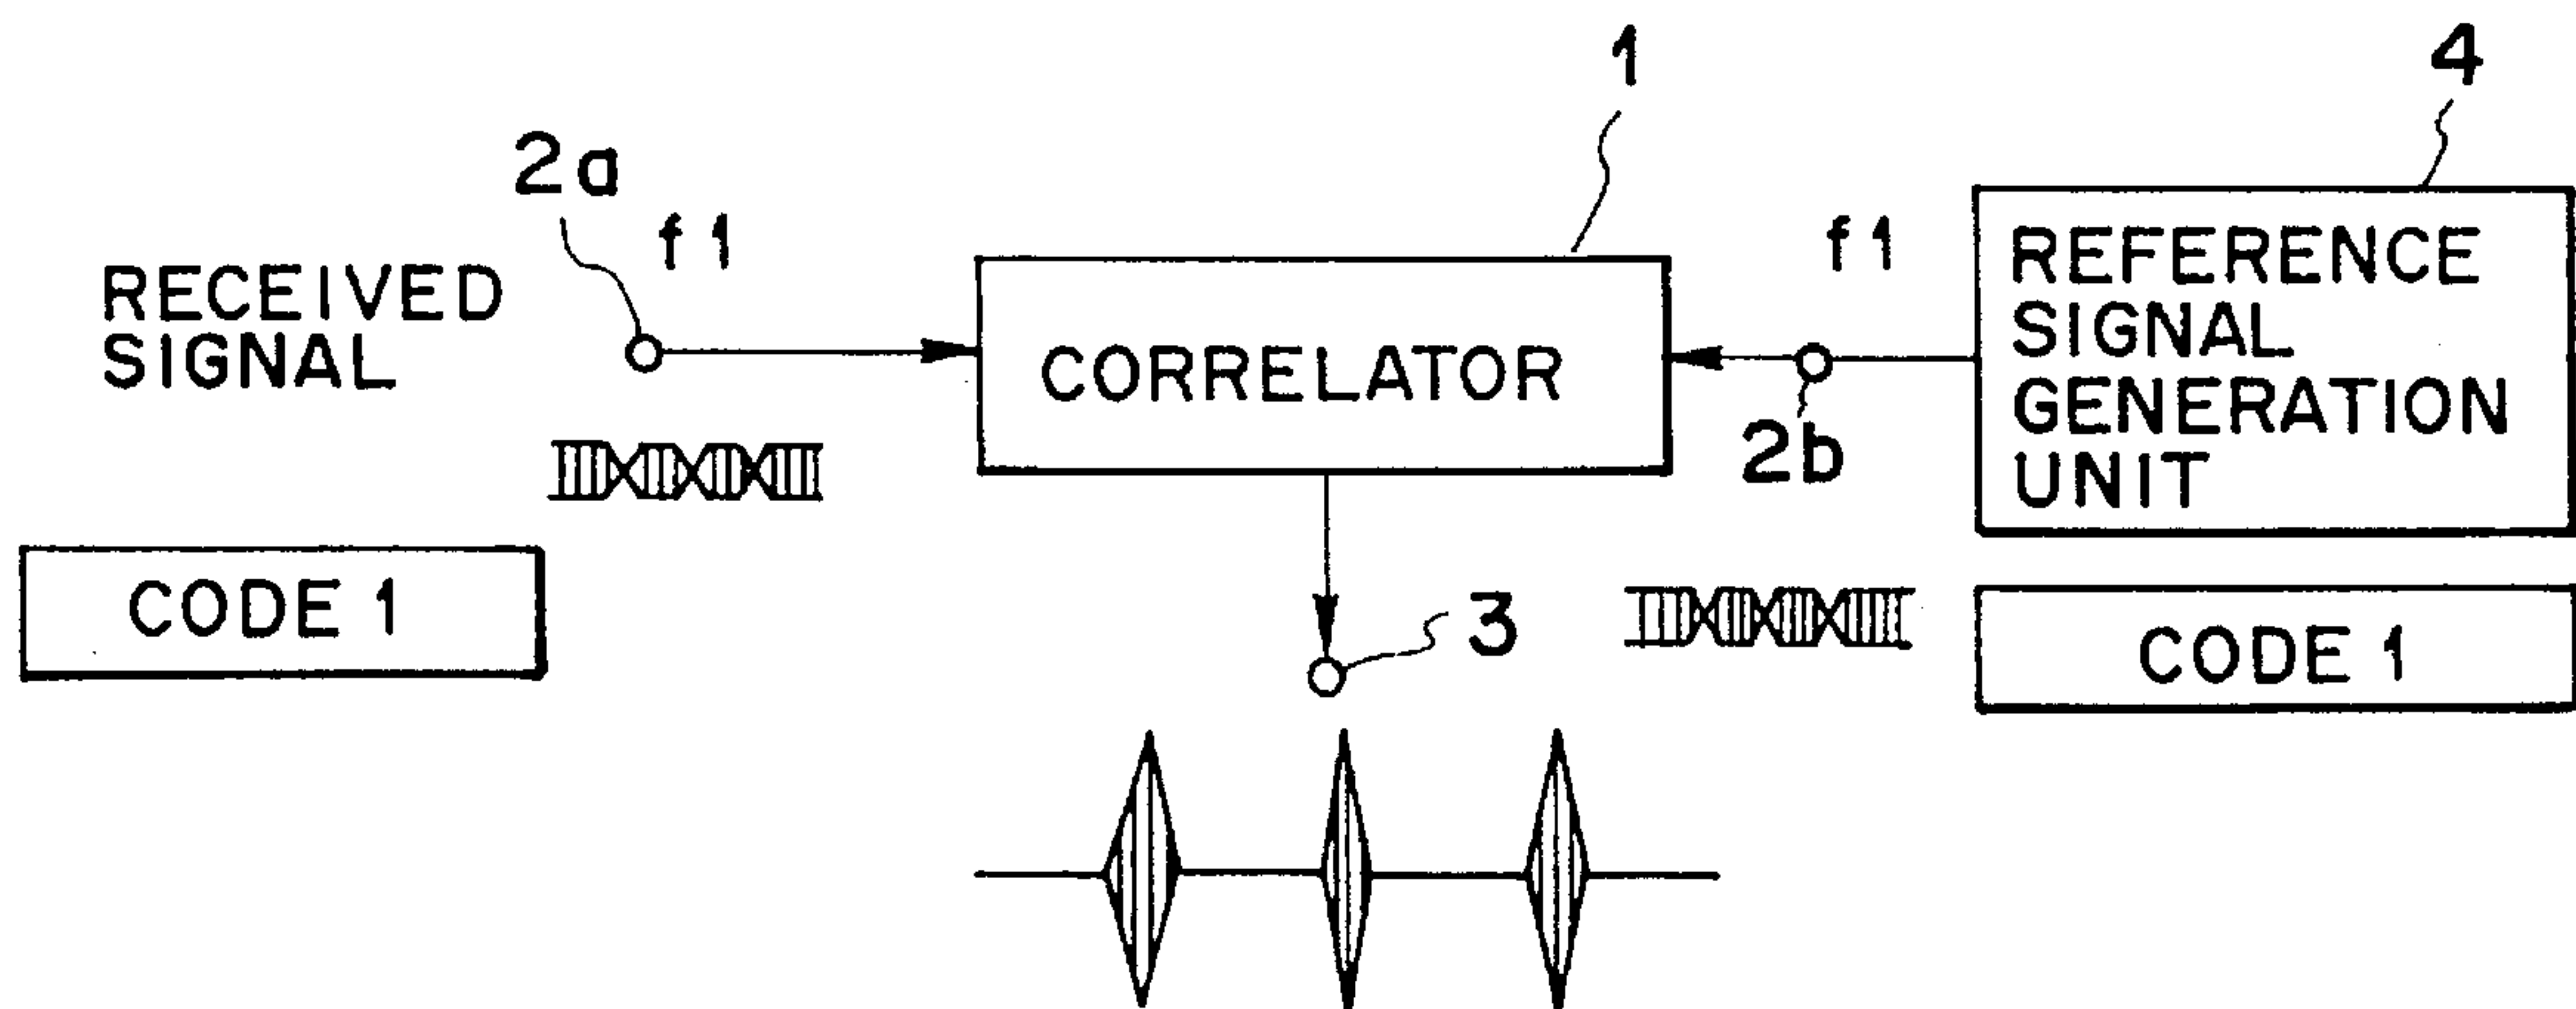 1
4
2a
f1
f1
RECEIVED
SIGNAL
CORRELATOR
REFERENCE
SIGNAL
GENERATION
UNIT
2b
CODE 1
3
CODE 1